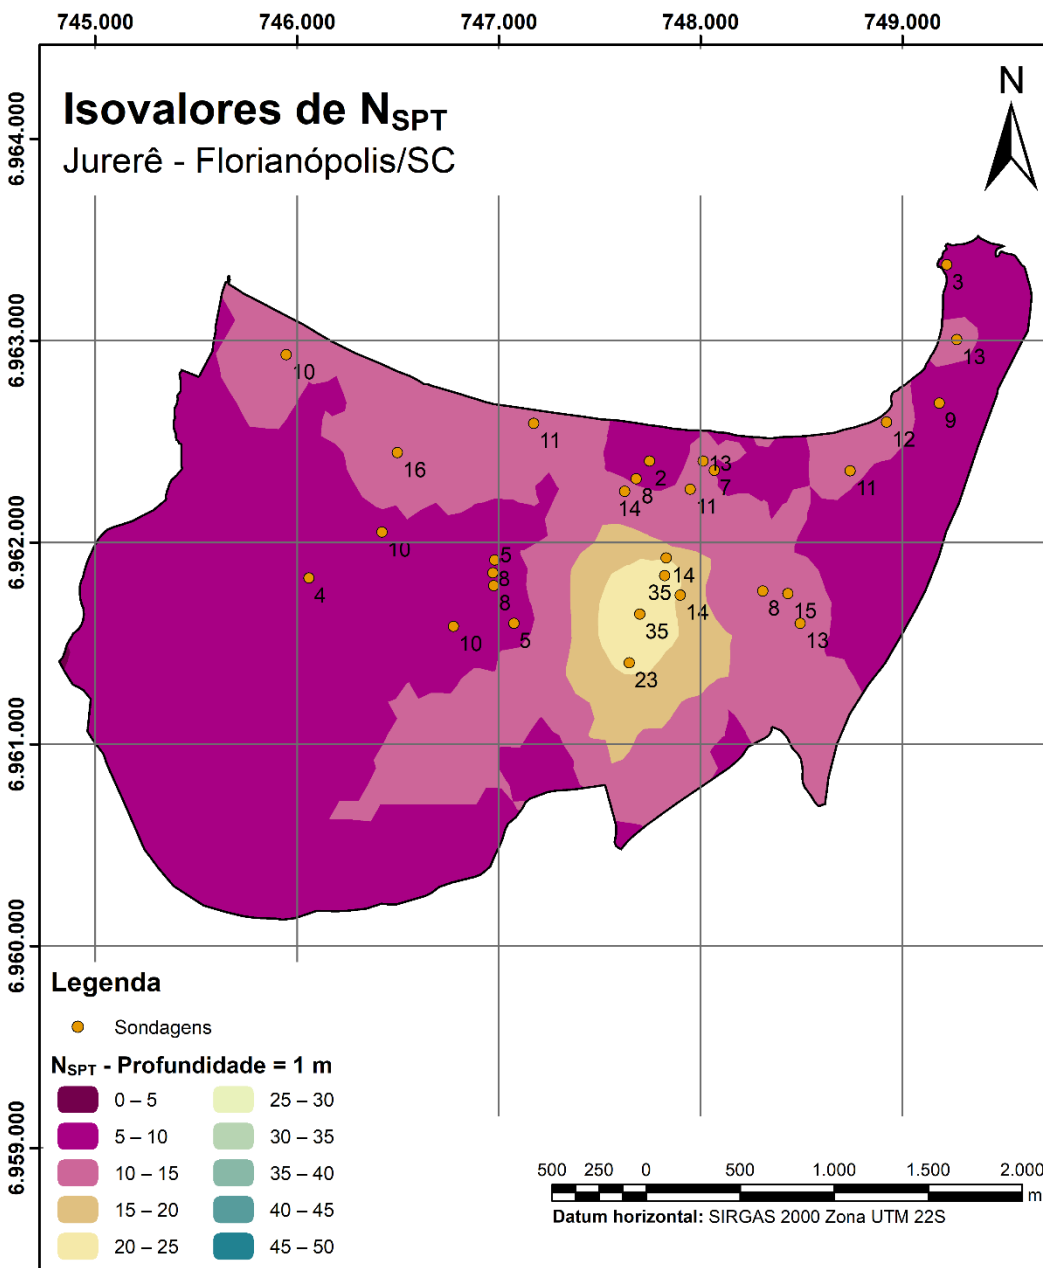 745.000 746.000 747.000 748.000 749.000
N
Isovalores de NSPT
Jurerê - Florianópolis/SC
6.964.000
6.963.000
6.962.000
6.961.000
6.960.000
6.959.000
3
13
10
9
12
11
16
13
2
7
11
8
14
11
10
5
14
8
35
4
8
14
8
15
10
5
35
13
23
Legenda
Sondagens
NSPT - Profundidade = 1 m
0 – 5 25 – 30
5 – 10 30 – 35
10 – 15 35 – 40
15 – 20 40 – 45
20 – 25 45 – 50
500 250 0 500 1.000 1.500 2.000
m
Datum horizontal: SIRGAS 2000 Zona UTM 22S